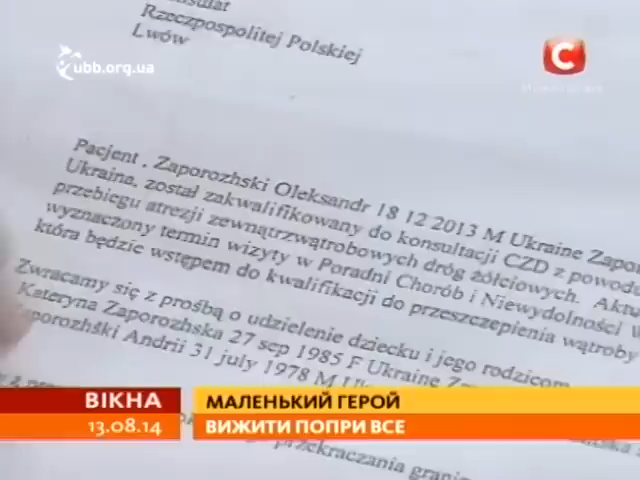 Rzeczpospolitej Polskiej
Lwów
ubb.org.ua
Pacjent , Zaporozhski Oleksandr 18 12 2013 M Ukraine
Ukraina, został zakwalifikowany do konsultacji CZD z powodu
przebiegu atrezji zewnątrzwątrobowych dróg żółciowych.
wyznaczony termin wizyty w Poradni Chorób i Niewydolności
która będzie wstępem do kwalifikacji do przeszczepienia wątroby
Zwracamy się z prośbą o udzielenie dziecku i jego rodzicom
Kateryna Zaporozhska 27 sep 1985 F Ukraine
Andrii 31 july 1978 M
przekraczania
ВІКНА
13.08.14
МАЛЕНЬКИЙ ГЕРОЙ
ВИЖИТИ ПОПРИ ВСЕ